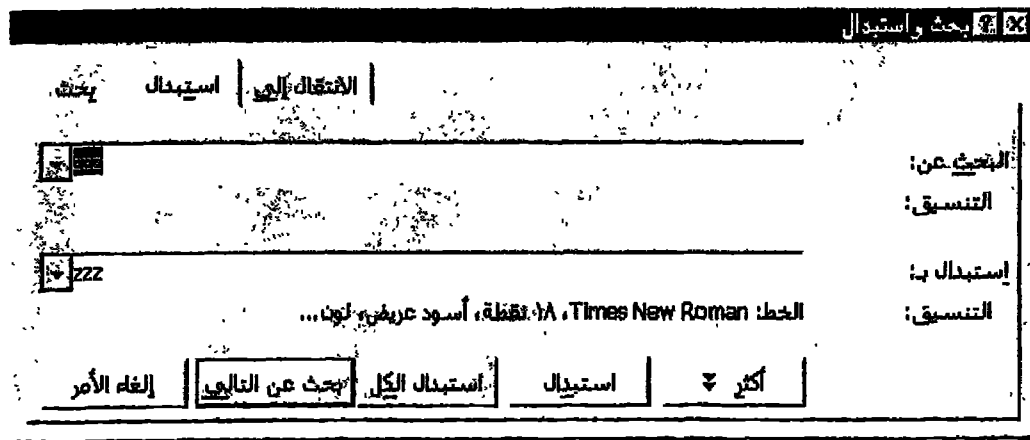 بحث واستبدال
الانتقال إلى استبدال بحث
البحث عن:
التنسيق:
إستبدال بـ: zzz
التنسيق: الخط: Times New Roman، ١٨ نقطة، أسود عريض، لون...
أكثر استبدال استبدال الكل بحث عن التالي إلغاء الأمر